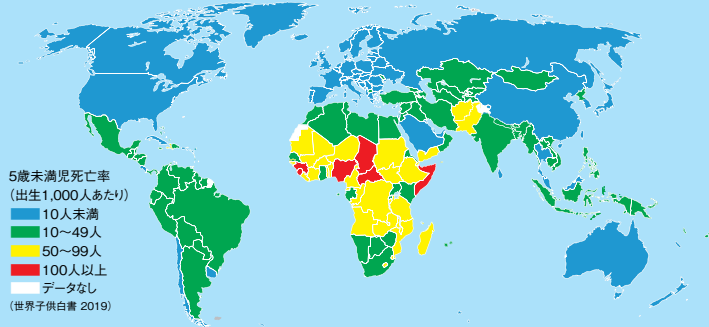 5歳未満児死亡率
(出生1,000人あたり)
10人未満
10～49人
50～99人
100人以上
データなし
(世界子供白書 2019)